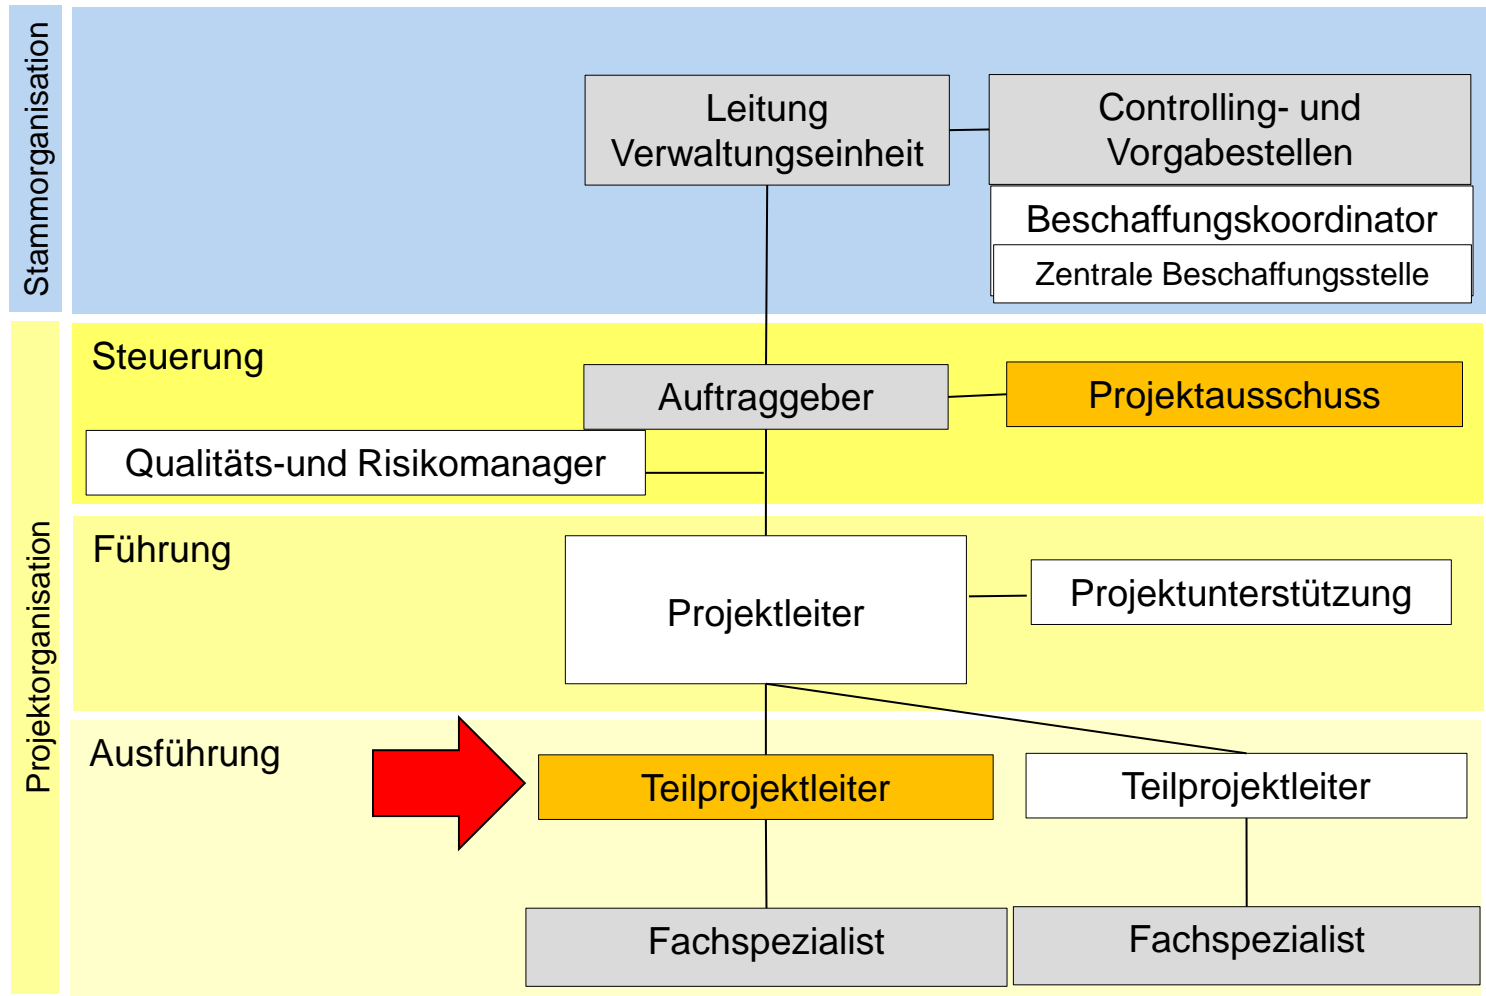 Stammorganisation
Leitung
Verwaltungseinheit
Controlling- und
Vorgabestellen
Beschaffungskoordinator
Zentrale Beschaffungsstelle
Projektorganisation
Steuerung
Auftraggeber
Projektausschuss
Qualitäts-und Risikomanager
Führung
Projektleiter
Projektunterstützung
Ausführung
Teilprojektleiter
Teilprojektleiter
Fachspezialist
Fachspezialist